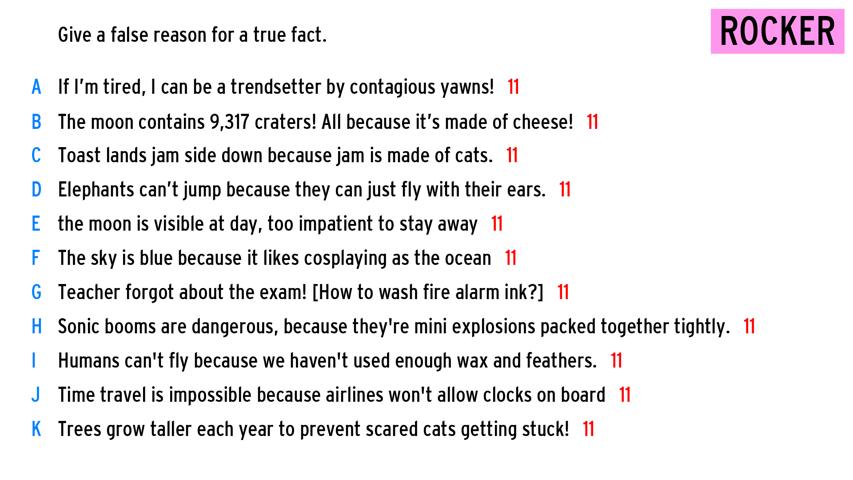 Give a false reason for a true fact.
ROCKER
A If I'm tired, I can be a trendsetter by contagious yawns! 11
B The moon contains 9,317 craters! All because it's made of cheese! 11
C Toast lands jam side down because jam is made of cats. 11
D Elephants can't jump because they can just fly with their ears. 11
E the moon is visible at day, too impatient to stay away 11
F The sky is blue because it likes cosplaying as the ocean 11
G Teacher forgot about the exam! [How to wash fire alarm ink?] 11
H Sonic booms are dangerous, because they're mini explosions packed together tightly. 11
I Humans can't fly because we haven't used enough wax and feathers. 11
J Time travel is impossible because airlines won't allow clocks on board 11
K Trees grow taller each year to prevent scared cats getting stuck! 11